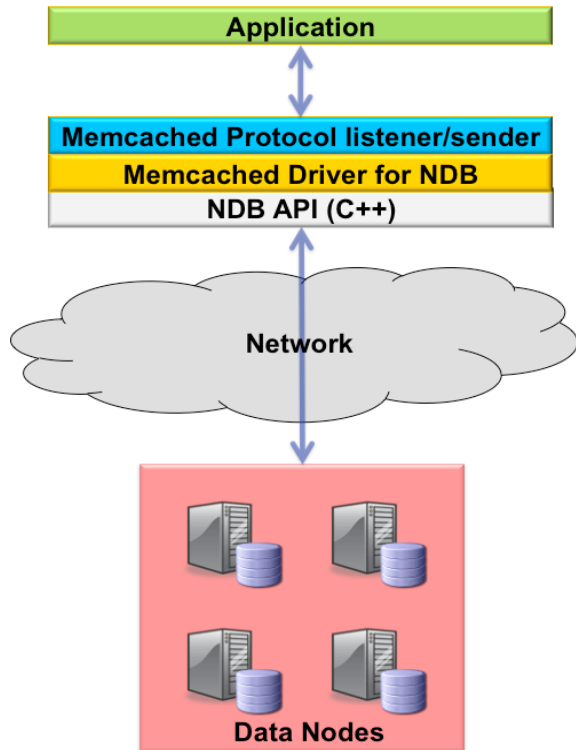 Application
Memcached Protocol listener/sender
Memcached Driver for NDB
NDB API (C++)
Network
Data Nodes